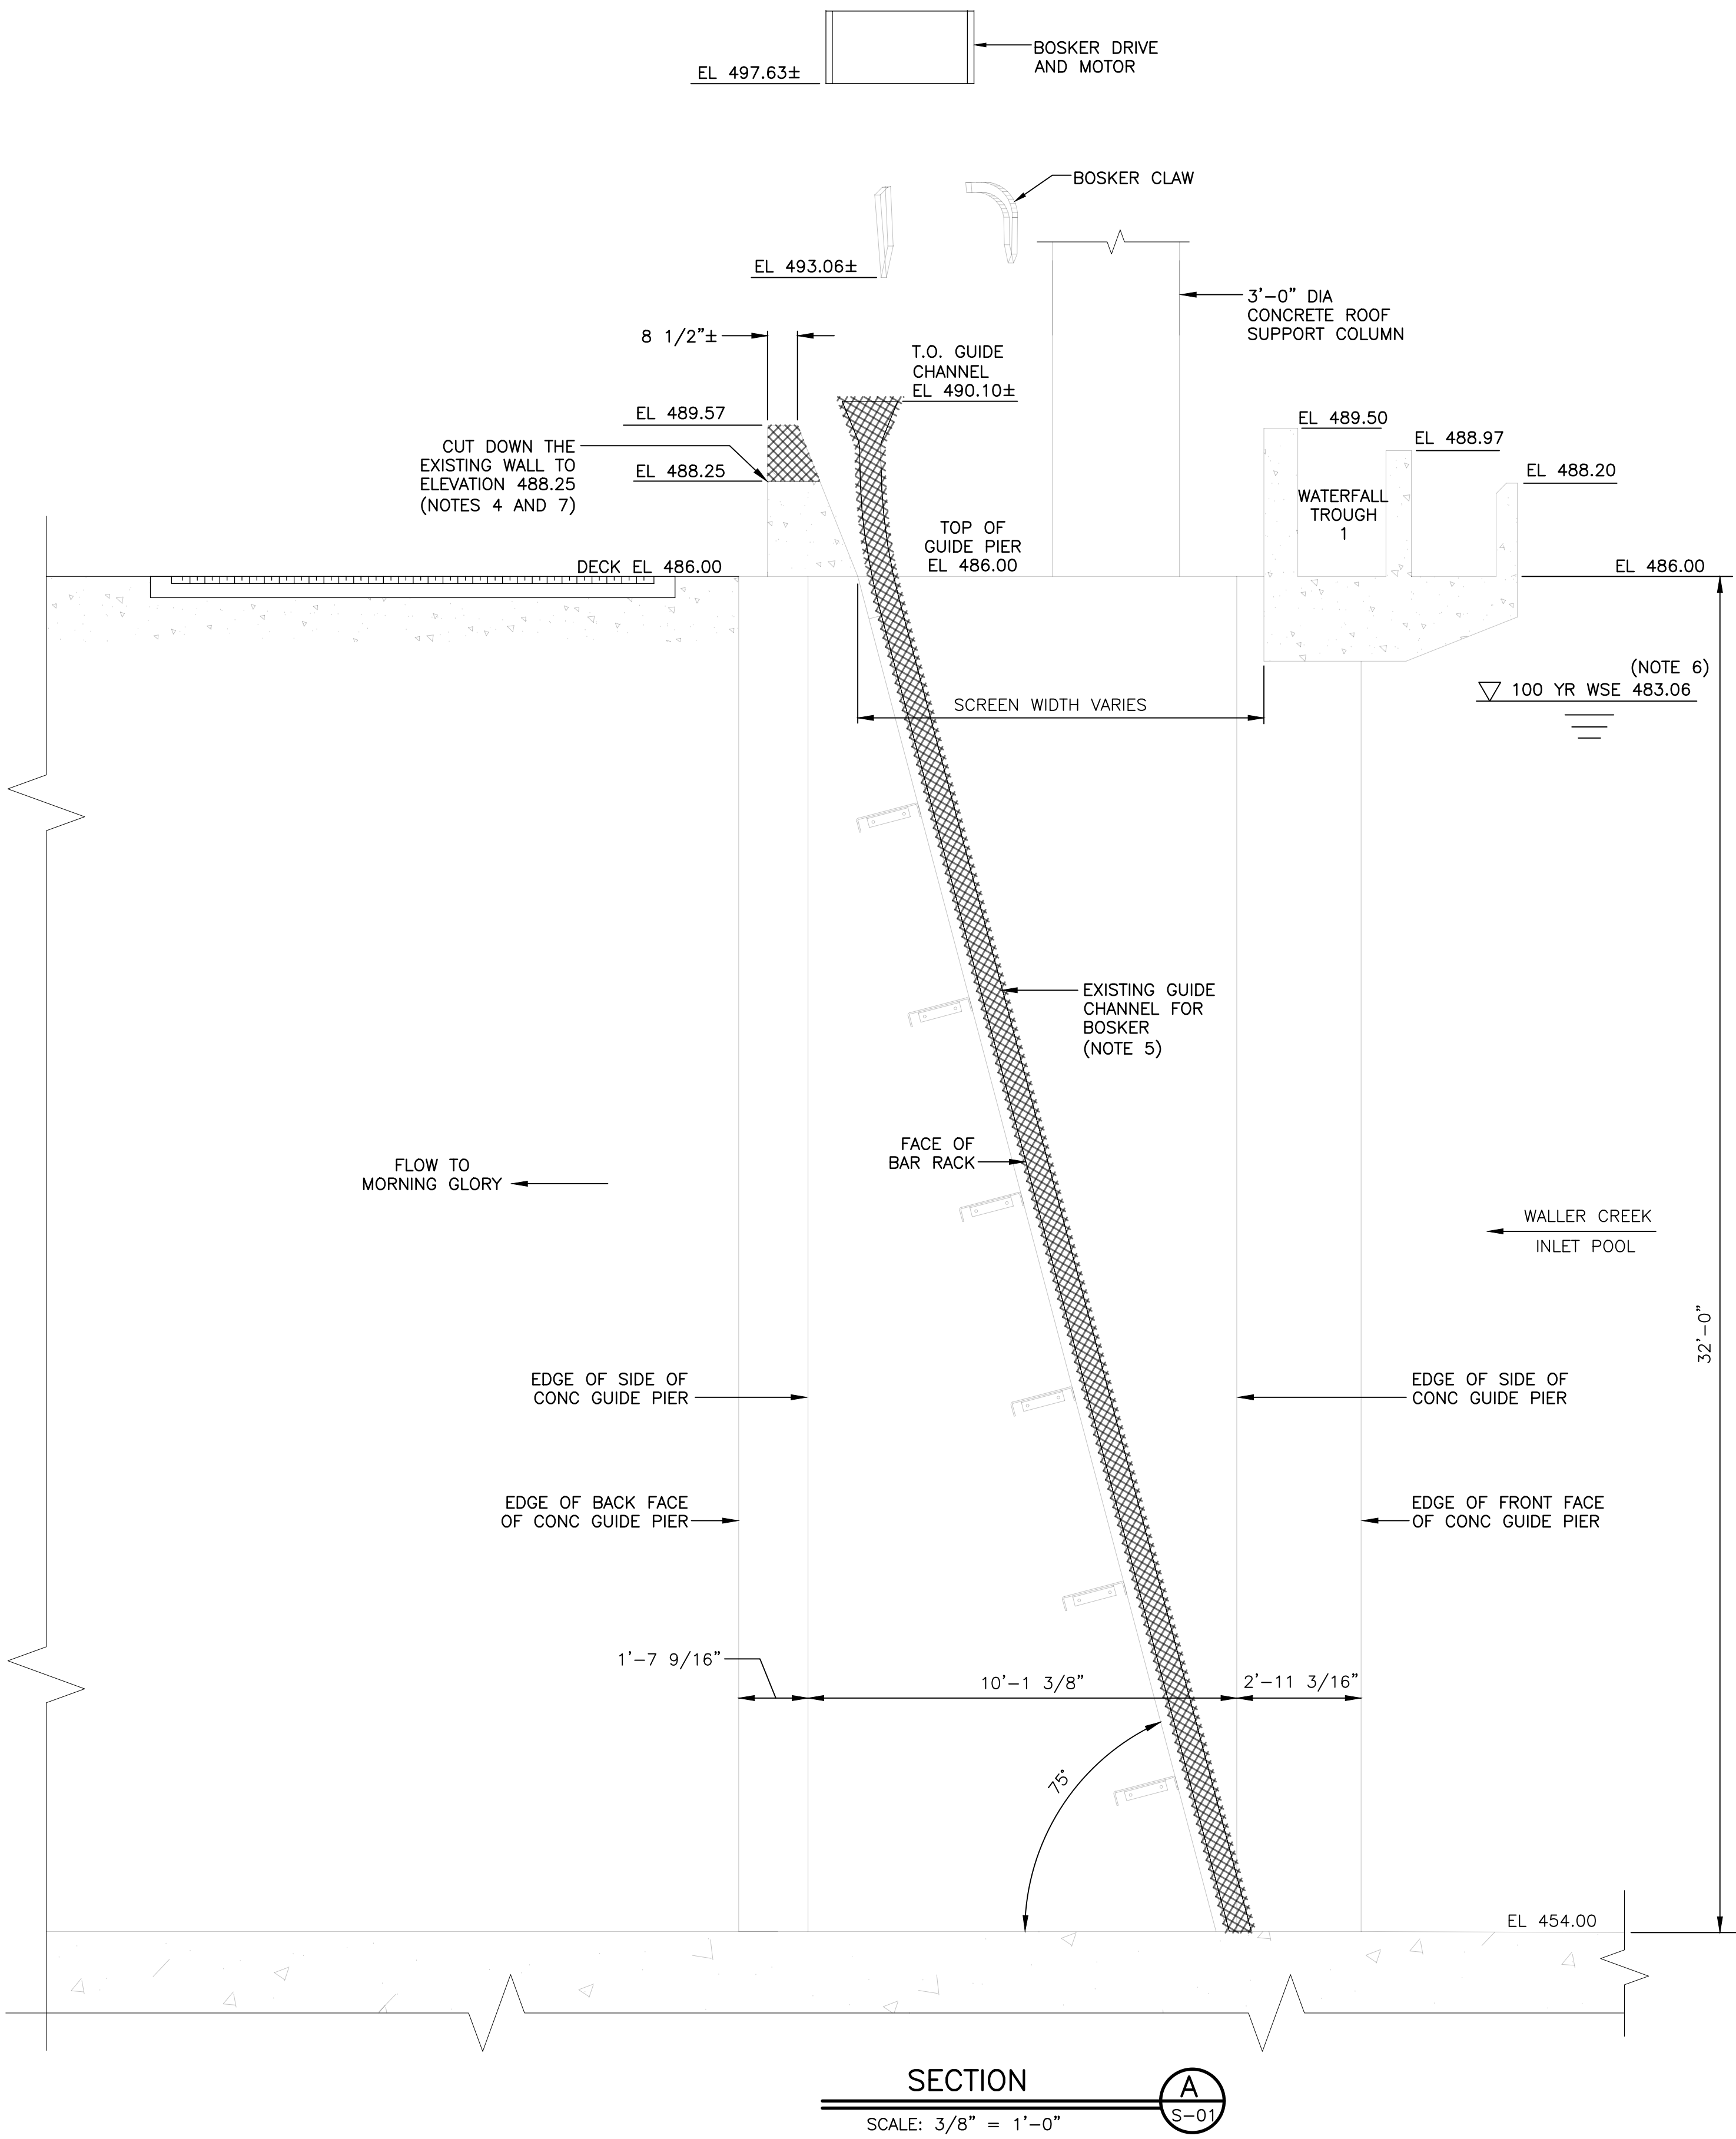 BOSKER DRIVE
AND MOTOR
EL 497.63±
BOSKER CLAW
EL 493.06±
3'-0" DIA
CONCRETE ROOF
SUPPORT COLUMN
8 1/2"±
T.O. GUIDE
CHANNEL
EL 490.10±
EL 489.57
EL 489.50
EL 488.97
CUT DOWN THE
EXISTING WALL TO
ELEVATION 488.25
(NOTES 4 AND 7)
EL 488.25
EL 488.20
WATERFALL
TROUGH
1
TOP OF
GUIDE PIER
EL 486.00
DECK EL 486.00
EL 486.00
(NOTE 6)
100 YR WSE 483.06
SCREEN WIDTH VARIES
EXISTING GUIDE
CHANNEL FOR
BOSKER
(NOTE 5)
FACE OF
BAR RACK
FLOW TO
MORNING GLORY
WALLER CREEK
INLET POOL
32'-0"
EDGE OF SIDE OF
CONC GUIDE PIER
EDGE OF SIDE OF
CONC GUIDE PIER
EDGE OF BACK FACE
OF CONC GUIDE PIER
EDGE OF FRONT FACE
OF CONC GUIDE PIER
1'-7 9/16"
10'-1 3/8"
2'-11 3/16"
75°
EL 454.00
SECTION
A
S-01
SCALE: 3/8" = 1'-0"